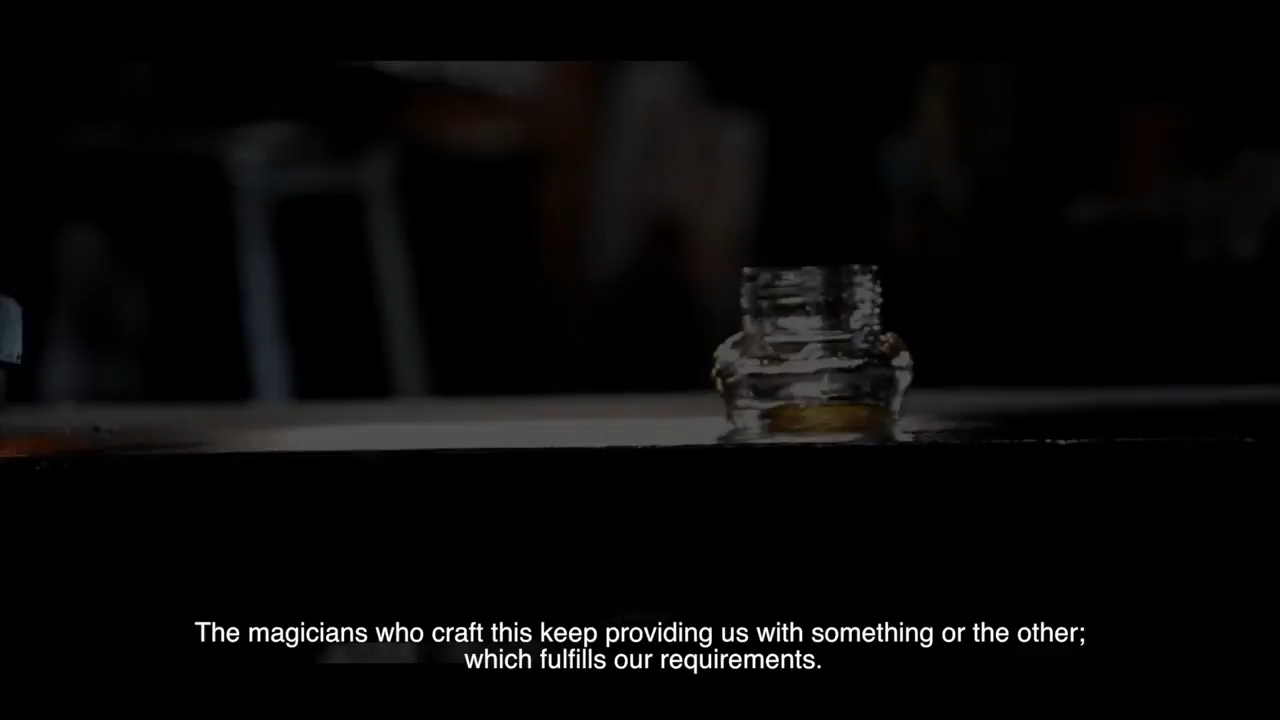 The magicians who craft this keep providing us with something or the other;
which fulfills our requirements.